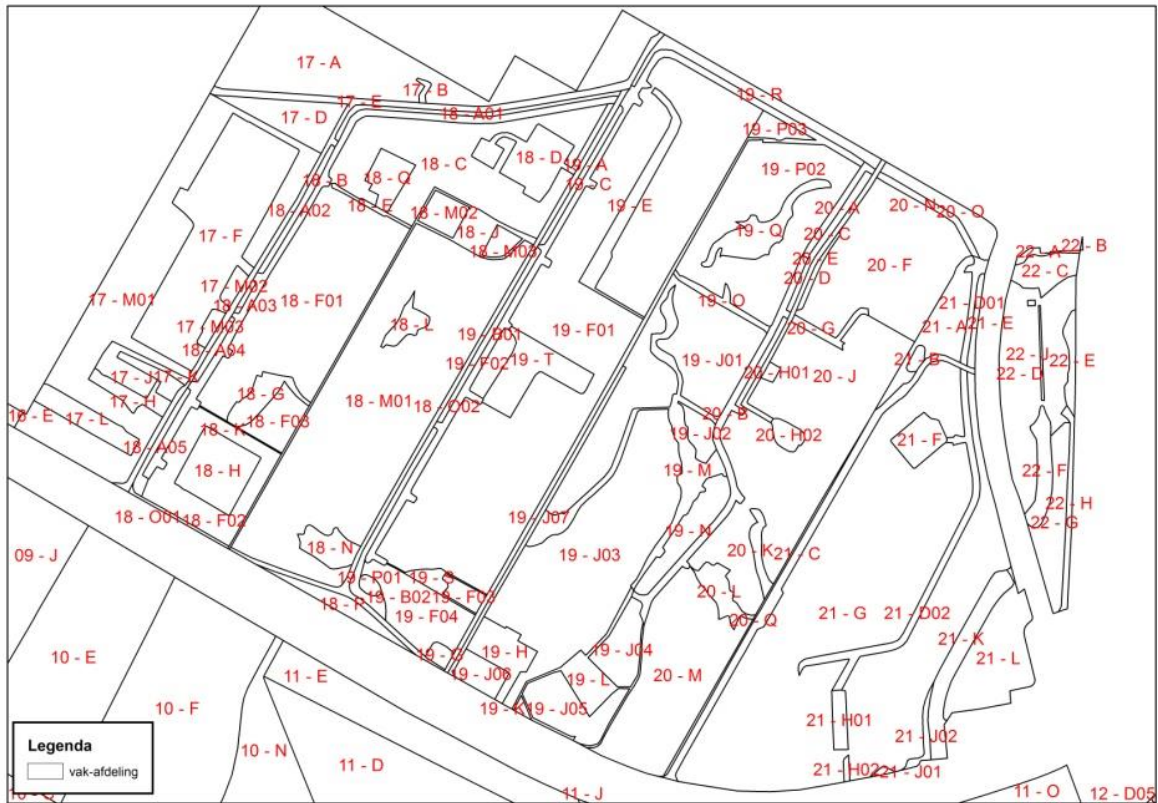 17 - A
17 - B
19 - R
17 - E
18 - A01
17 - D
19 - P03
18 - C
18 - D
19 - A
19 - P02
18 - B
18 - Q
19 - C
18 - E
19 - E
18 - A02
18 - M02
20 - A
20 - N
20 - O
17 - F
18 - J
19 - Q
20 - C
18 - M03
22 - A
22 - B
20 - E
20 - F
22 - C
20 - D
17 - M02
17 - M01
18 - A03
18 - F01
19 - O
21 - D01
17 - M03
18 - L
19 - B01
19 - F01
20 - G
21 - A
21 - E
18 - A04
19 - F02
19 - T
19 - J01
21 - B
22 - J
22 - E
17 - J
17 - K
20 - H01
20 - J
22 - D
17 - H
18 - G
18 - M01
18 - O02
16 - E
17 - L
18 - F03
20 - B
18 - K
19 - J02
20 - H02
21 - F
18 - A05
18 - H
19 - M
22 - F
22 - H
18 - O01
18 - F02
19 - J07
22 - G
19 - N
09 - J
18 - N
19 - J03
20 - K
21 - C
19 - P01
19 - S
20 - L
18 - P
19 - B02
19 - F03
19 - F04
20 - Q
21 - G
21 - D02
21 - K
10 - E
19 - G
19 - H
19 - J04
21 - L
11 - E
19 - J06
19 - L
20 - M
10 - F
19 - K
19 - J05
21 - H01
Legenda
10 - N
21 - J02
vak-afdeling
11 - D
21 - H02
21 - J01
11 - J
11 - O
12 - D05